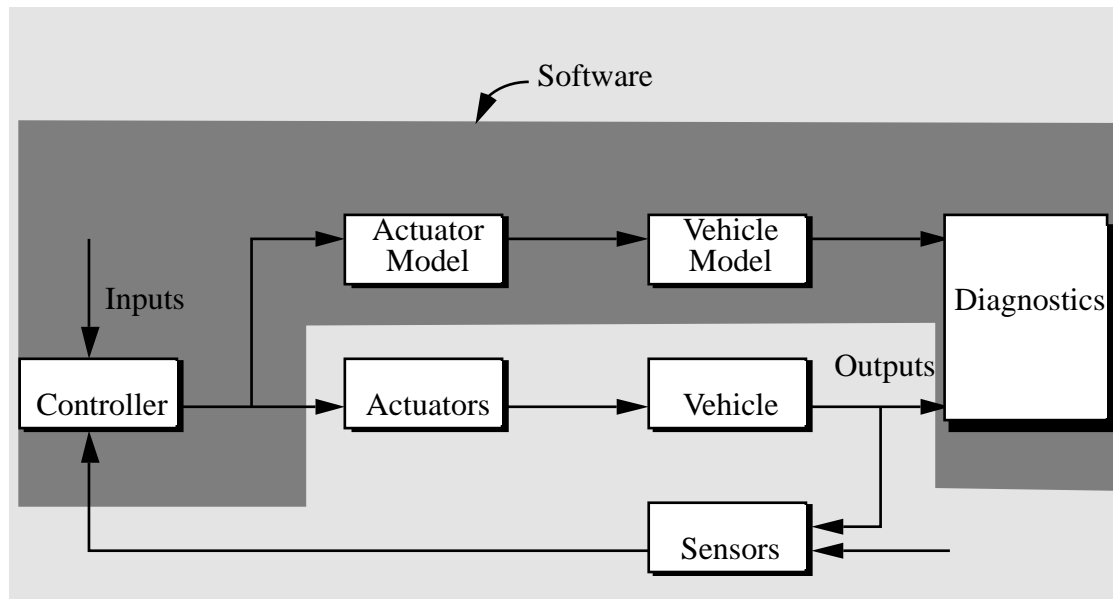 Software
Actuator
Model
Vehicle
Model
Inputs
Diagnostics
Controller
Actuators
Vehicle
Outputs
Sensors